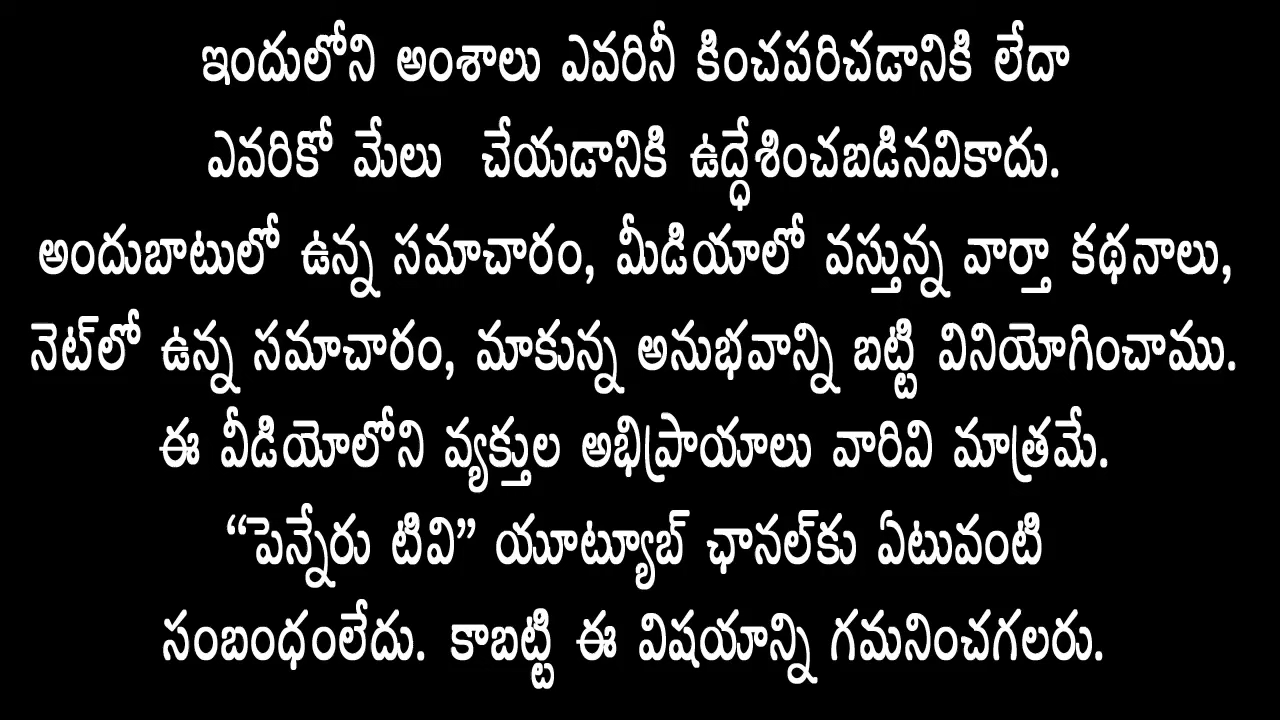 ఇందులోని అంశాలు ఎవరినీ కించపరిచడానికి లేదా
ఎవరికో మేలు చేయడానికి ఉద్ధేశించబడినవికాదు.
అందుబాటులో ఉన్న సమాచారం, మీడియాలో వస్తున్న వార్తా కథనాలు,
నెట్‌లో ఉన్న సమాచారం, మాకున్న అనుభవాన్ని బట్టి వినియోగించాము.
ఈ వీడియోలోని వ్యక్తుల అభిప్రాయాలు వారివి మాత్రమే.
“పెన్నేరు టివి” యూట్యూబ్ ఛానల్‌కు ఏటువంటి
సంబంధంలేదు. కాబట్టి ఈ విషయాన్ని గమనించగలరు.